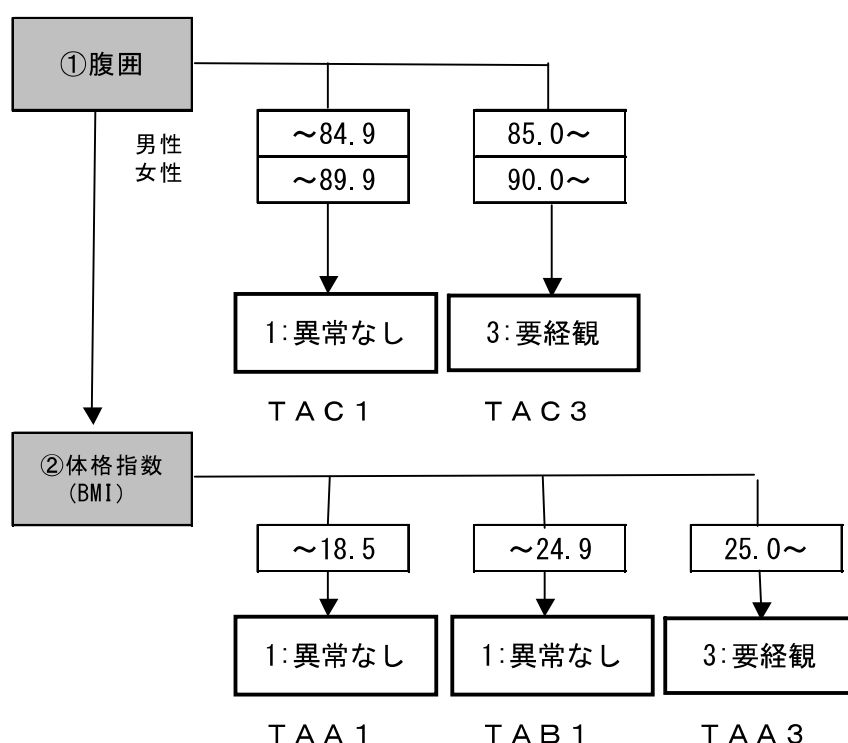 ①腹囲
男性
女性
～84.9
85.0～
～89.9
90.0～
1:異常なし
3:要経観
ＴＡＣ１
ＴＡＣ３
②体格指数
(BMI)
～18.5
～24.9
25.0～
1:異常なし
1:異常なし
3:要経観
ＴＡＡ１
ＴＡＢ１
ＴＡＡ３